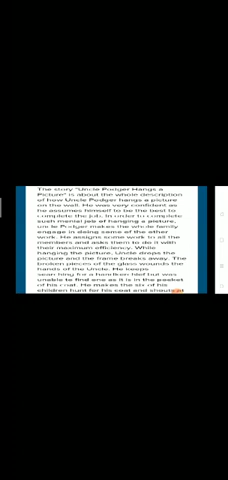 The story "Uncle Podger Hangs a
Picture" is about the whole description
of how Uncle Podger hangs a picture
on the wall. He was very confident as
he assumes himself to be the best to
complete the job. In order to complete
such menial job of hanging a picture,
uncle Podger makes the whole family
engage in doing some of the other
work. He assigns some work to all the
members and asks them to do it with
their maximum efficiency. While
hanging the picture, Uncle drops the
picture and the frame breaks away. The
broken pieces of the glass wounds the
hands of the Uncle. He keeps
searching for a handkerchief but was
unable to find one as it is in the pocket
of his coat. He makes the six of his
children hunt for his coat and shouts at